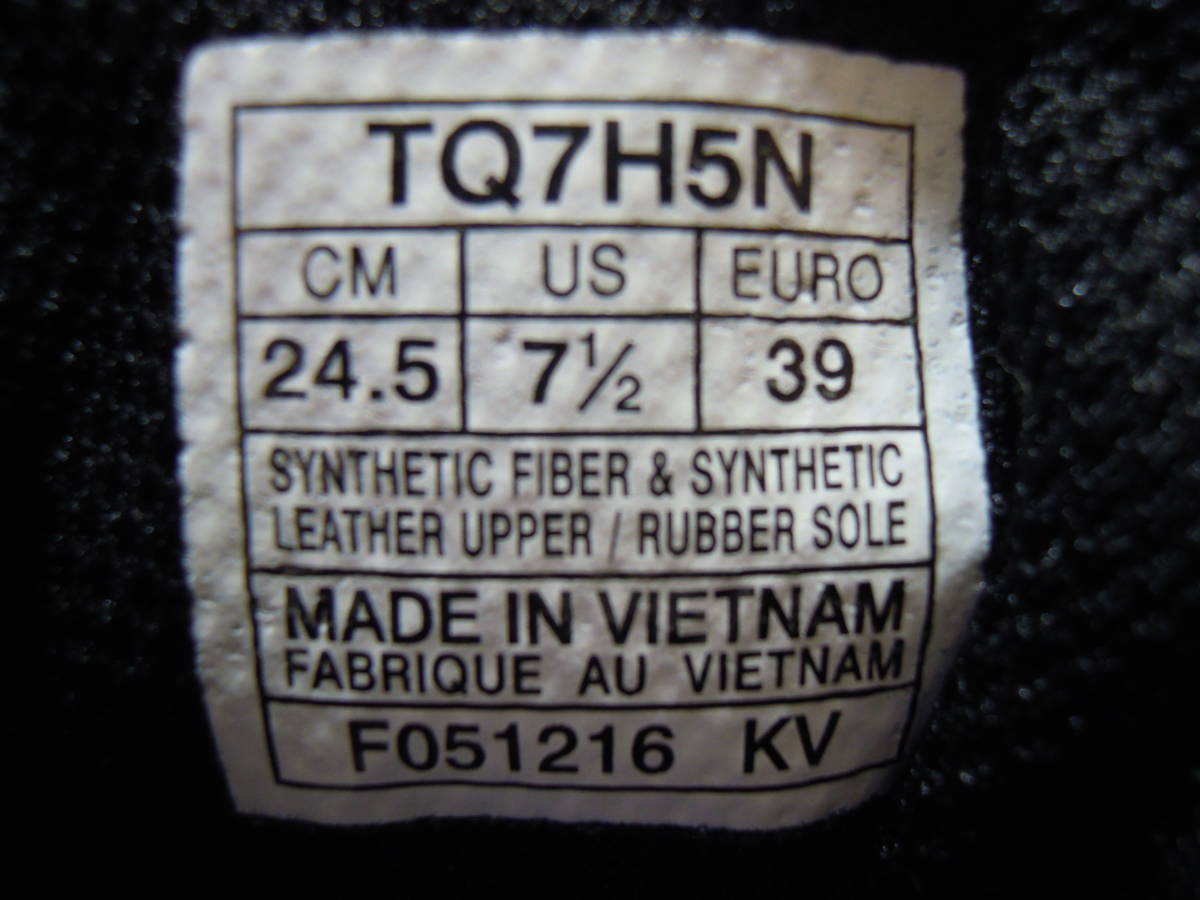 TQ7H5N
CM US EURO
24.5 7½ 39
SYNTHETIC FIBER & SYNTHETIC
LEATHER UPPER / RUBBER SOLE
MADE IN VIETNAM
FABRIQUE AU VIETNAM
F051216 KV